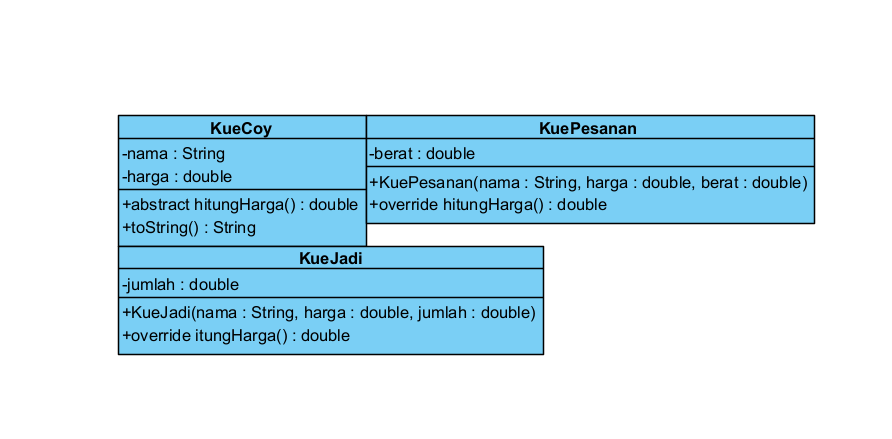 KueCoy
-nama : String
-harga : double
+abstract hitungHarga() : double
+toString() : String
KuePesanan
-berat : double
+KuePesanan(nama : String, harga : double, berat : double)
+override hitungHarga() : double
KueJadi
-jumlah : double
+KueJadi(nama : String, harga : double, jumlah : double)
+override itungHarga() : double